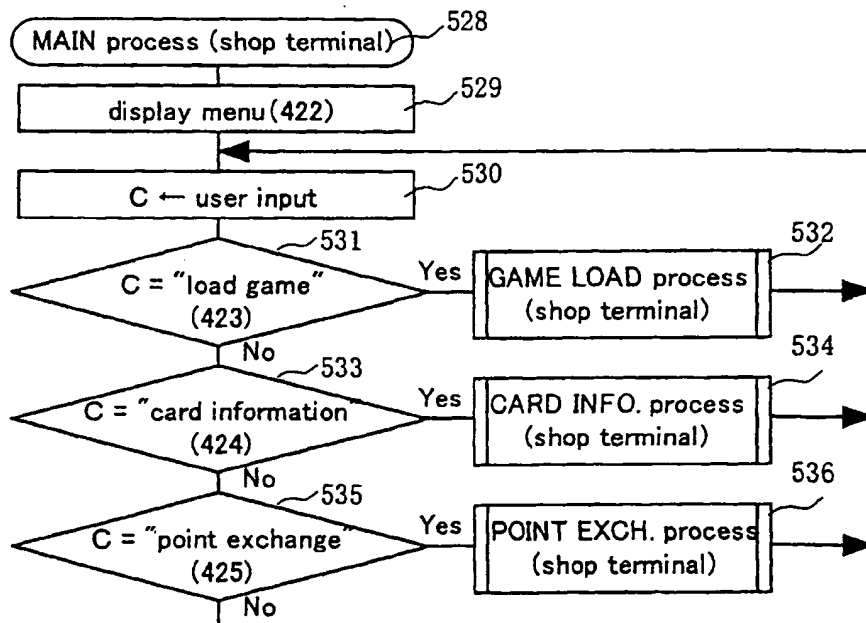 MAIN process (shop terminal)
528
display menu(422)
529
C ← user input
530
531
C = "load game"
(423)
Yes
GAME LOAD process
(shop terminal)
532
No
533
C = "card information"
(424)
Yes
CARD INFO. process
(shop terminal)
534
No
535
C = "point exchange"
(425)
Yes
POINT EXCH. process
(shop terminal)
536
No